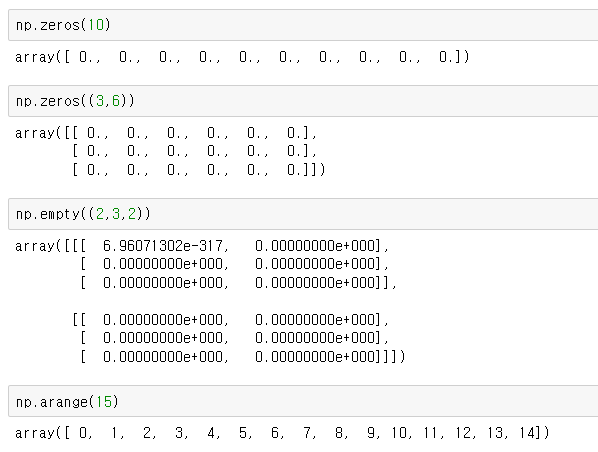 np.zeros(10)
array([ 0.,  0.,  0.,  0.,  0.,  0.,  0.,  0.,  0.,  0.])
np.zeros((3,6))
array([[ 0.,  0.,  0.,  0.,  0.,  0.],
       [ 0.,  0.,  0.,  0.,  0.,  0.],
       [ 0.,  0.,  0.,  0.,  0.,  0.]])
np.empty((2,3,2))
array([[[  6.96071302e-317,   0.00000000e+000],
        [  0.00000000e+000,   0.00000000e+000],
        [  0.00000000e+000,   0.00000000e+000]],
       [[  0.00000000e+000,   0.00000000e+000],
        [  0.00000000e+000,   0.00000000e+000],
        [  0.00000000e+000,   0.00000000e+000]]])
np.arange(15)
array([ 0,  1,  2,  3,  4,  5,  6,  7,  8,  9, 10, 11, 12, 13, 14])